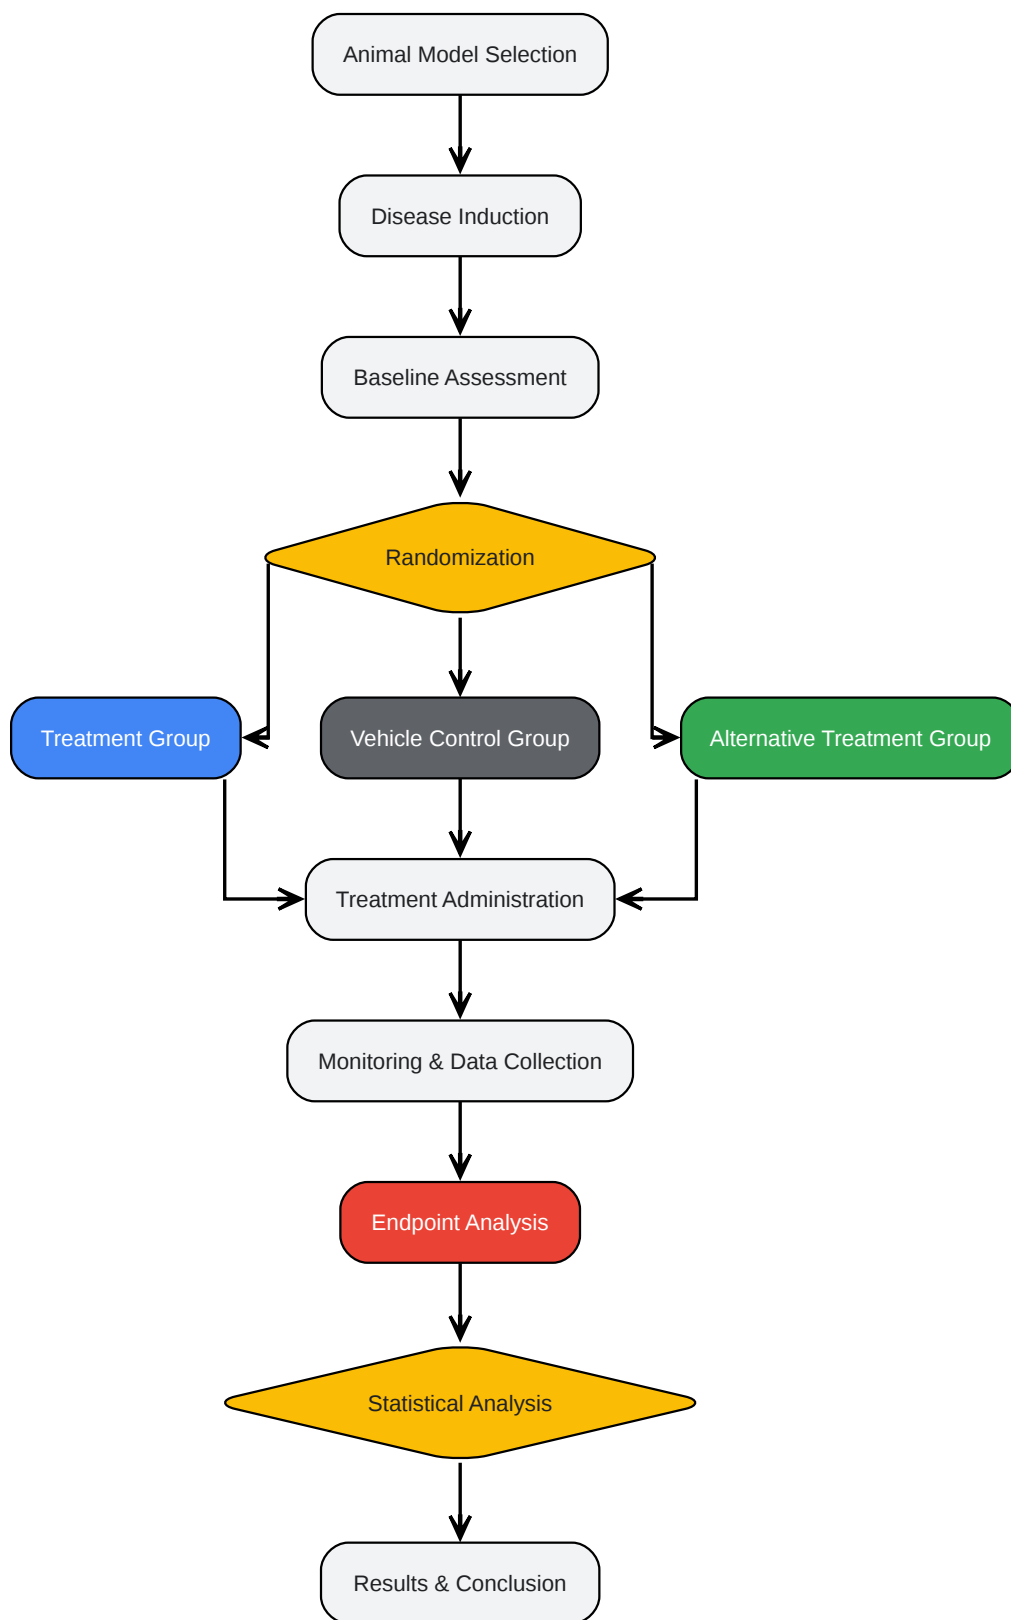 Animal Model Selection
Disease Induction
Baseline Assessment
Randomization
Treatment Group
Vehicle Control Group
Alternative Treatment Group
Treatment Administration
Monitoring & Data Collection
Endpoint Analysis
Statistical Analysis
Results & Conclusion